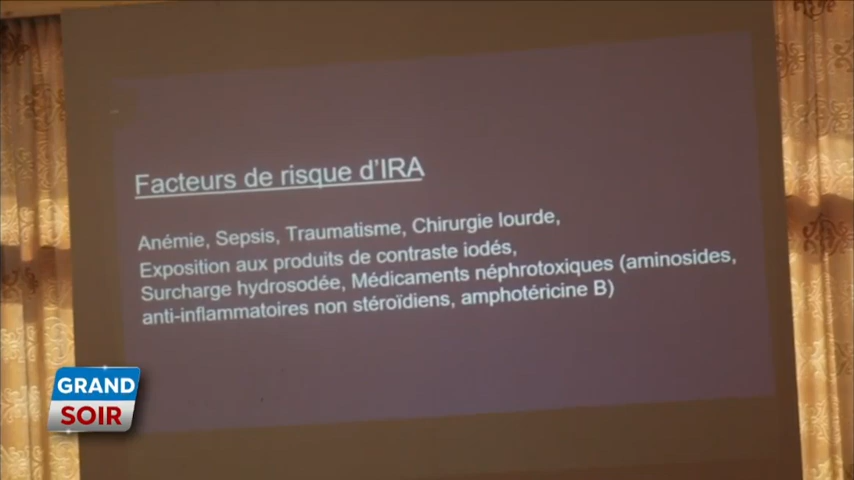 Facteurs de risque d'IRA
Anémie, Sepsis, Traumatisme, Chirurgie lourde,
Exposition aux produits de contraste iodés,
Surcharge hydrosodée, Médicaments néphrotoxiques (aminosides,
anti-inflammatoires non stéroïdiens, amphotéricine B)
GRAND
SOIR